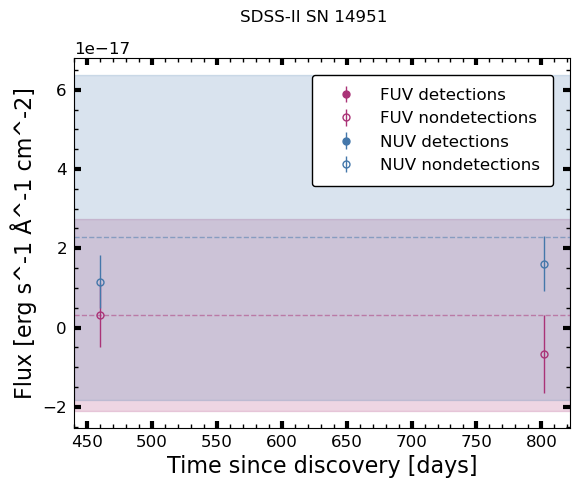 SDSS-II SN 14951
1e−17
FUV detections
FUV nondetections
NUV detections
NUV nondetections
6
4
2
0
−2
Flux [erg s^-1 Å^-1 cm^-2]
450 500 550 600 650 700 750 800
Time since discovery [days]